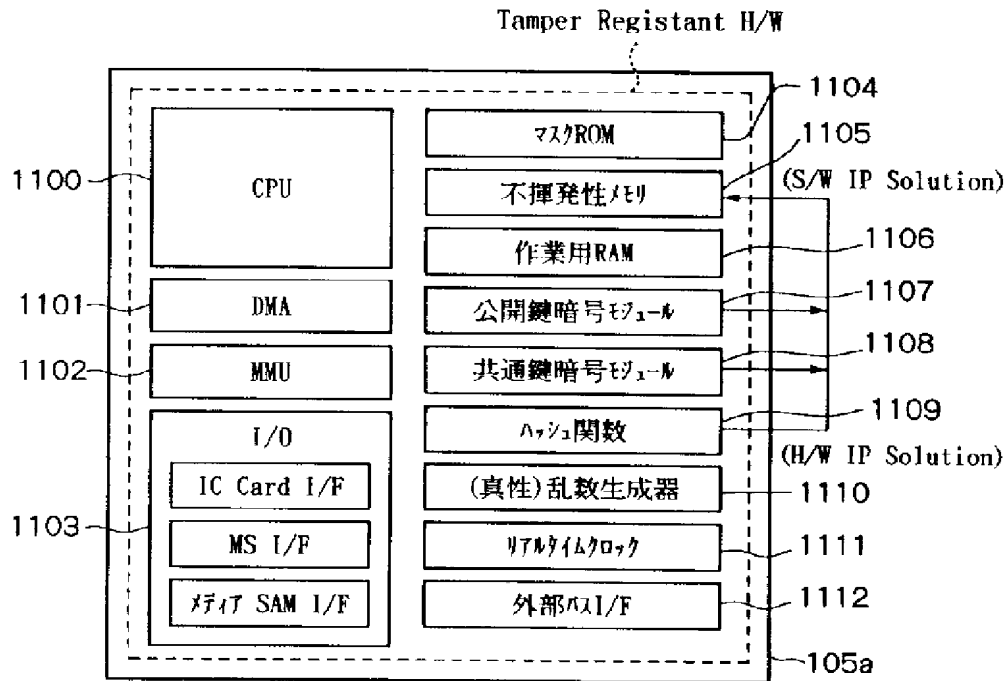 Tamper Registant H/W
1100
CPU
1101
DMA
1102
MMU
1103
I/O
IC Card I/F
MS I/F
ﾒﾃﾞｨｱ SAM I/F
ﾏｽｸROM
1104
不揮発性ﾒﾓﾘ
1105
(S/W IP Solution)
作業用RAM
1106
公開鍵暗号ﾓｼﾞｭｰﾙ
1107
共通鍵暗号ﾓｼﾞｭｰﾙ
1108
ﾊｯｼｭ関数
1109
(H/W IP Solution)
(真性)乱数生成器
1110
ﾘｱﾙﾀｲﾑｸﾛｯｸ
1111
外部ﾊﾞｽI/F
1112
105a